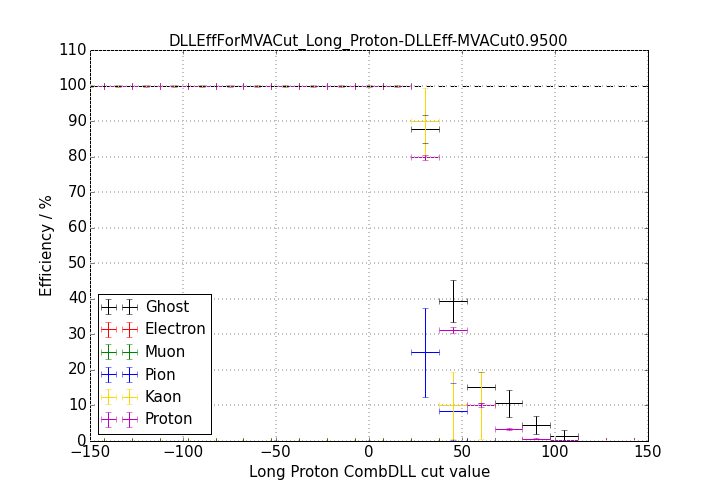 DLLEffForMVACut_Long_Proton-DLLEff-MVACut0.9500
110
100
90
80
70
60
50
40
30
20
10
0
Efficiency / %
Ghost
Electron
Muon
Pion
Kaon
Proton
−150 −100 −50 0 50 100 150
Long Proton CombDLL cut value